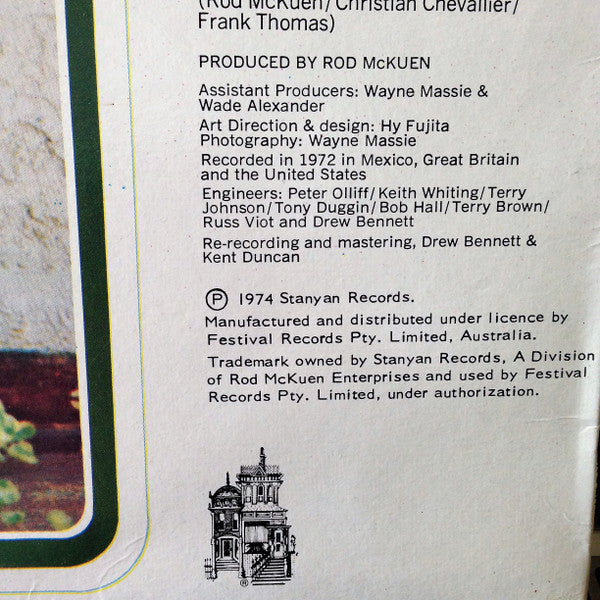 (Rod McKuen/Christian Chevallier/
Frank Thomas)
PRODUCED BY ROD McKUEN
Assistant Producers: Wayne Massie &
Wade Alexander
Art Direction & design: Hy Fujita
Photography: Wayne Massie
Recorded in 1972 in Mexico, Great Britain
and the United States
Engineers: Peter Olliff/Keith Whiting/Terry
Johnson/Tony Duggin/Bob Hall/Terry Brown/
Russ Viot and Drew Bennett
Re-recording and mastering, Drew Bennett &
Kent Duncan
Ⓟ 1974 Stanyan Records.
Manufactured and distributed under licence by
Festival Records Pty. Limited, Australia.
Trademark owned by Stanyan Records, A Division
of Rod McKuen Enterprises and used by Festival
Records Pty. Limited, under authorization.
®